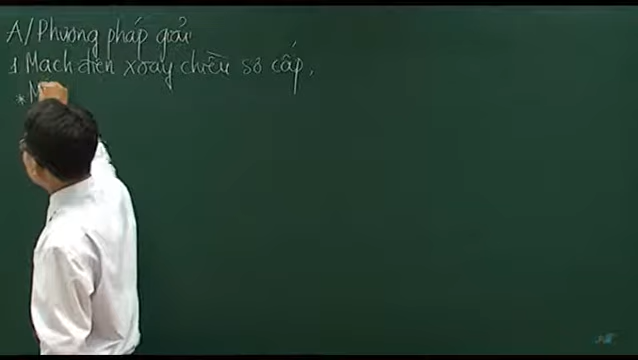 A/Phương pháp giải
1 Mạch điện xoay chiều sơ cấp,
* M